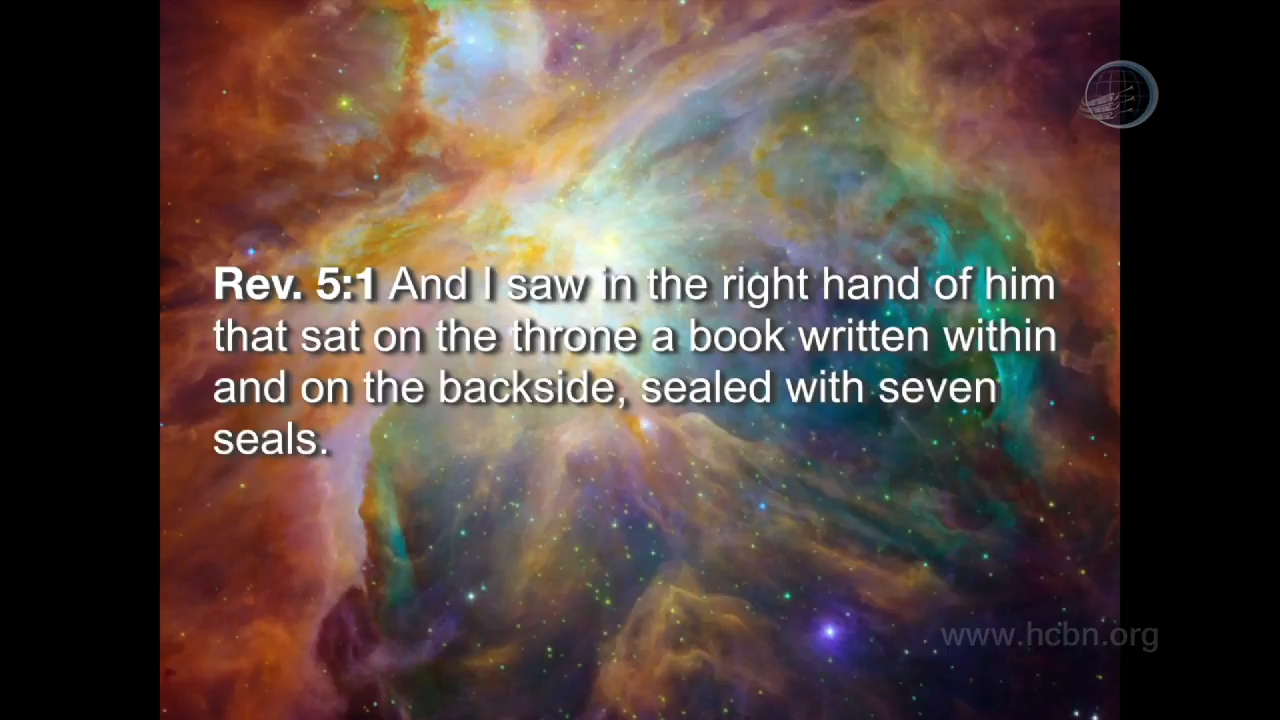 Rev. 5:1 And I saw in the right hand of him
that sat on the throne a book written within
and on the backside, sealed with seven
seals.
www.hcbn.org